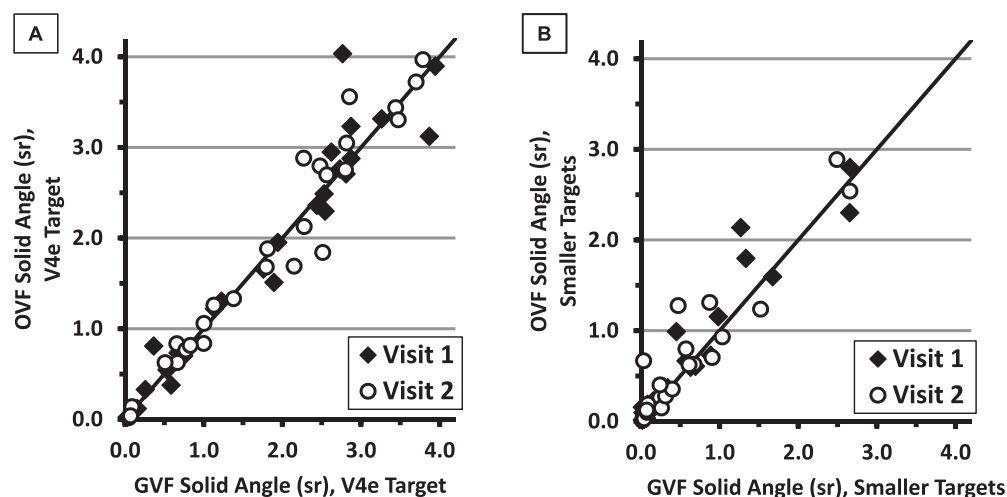 A
OVF Solid Angle (sr),
V4e Target
4.0
3.0
2.0
1.0
0.0
0.0 1.0 2.0 3.0 4.0
GVF Solid Angle (sr), V4e Target
Visit 1
Visit 2
B
OVF Solid Angle (sr),
Smaller Targets
4.0
3.0
2.0
1.0
0.0
0.0 1.0 2.0 3.0 4.0
GVF Solid Angle (sr), Smaller Targets
Visit 1
Visit 2